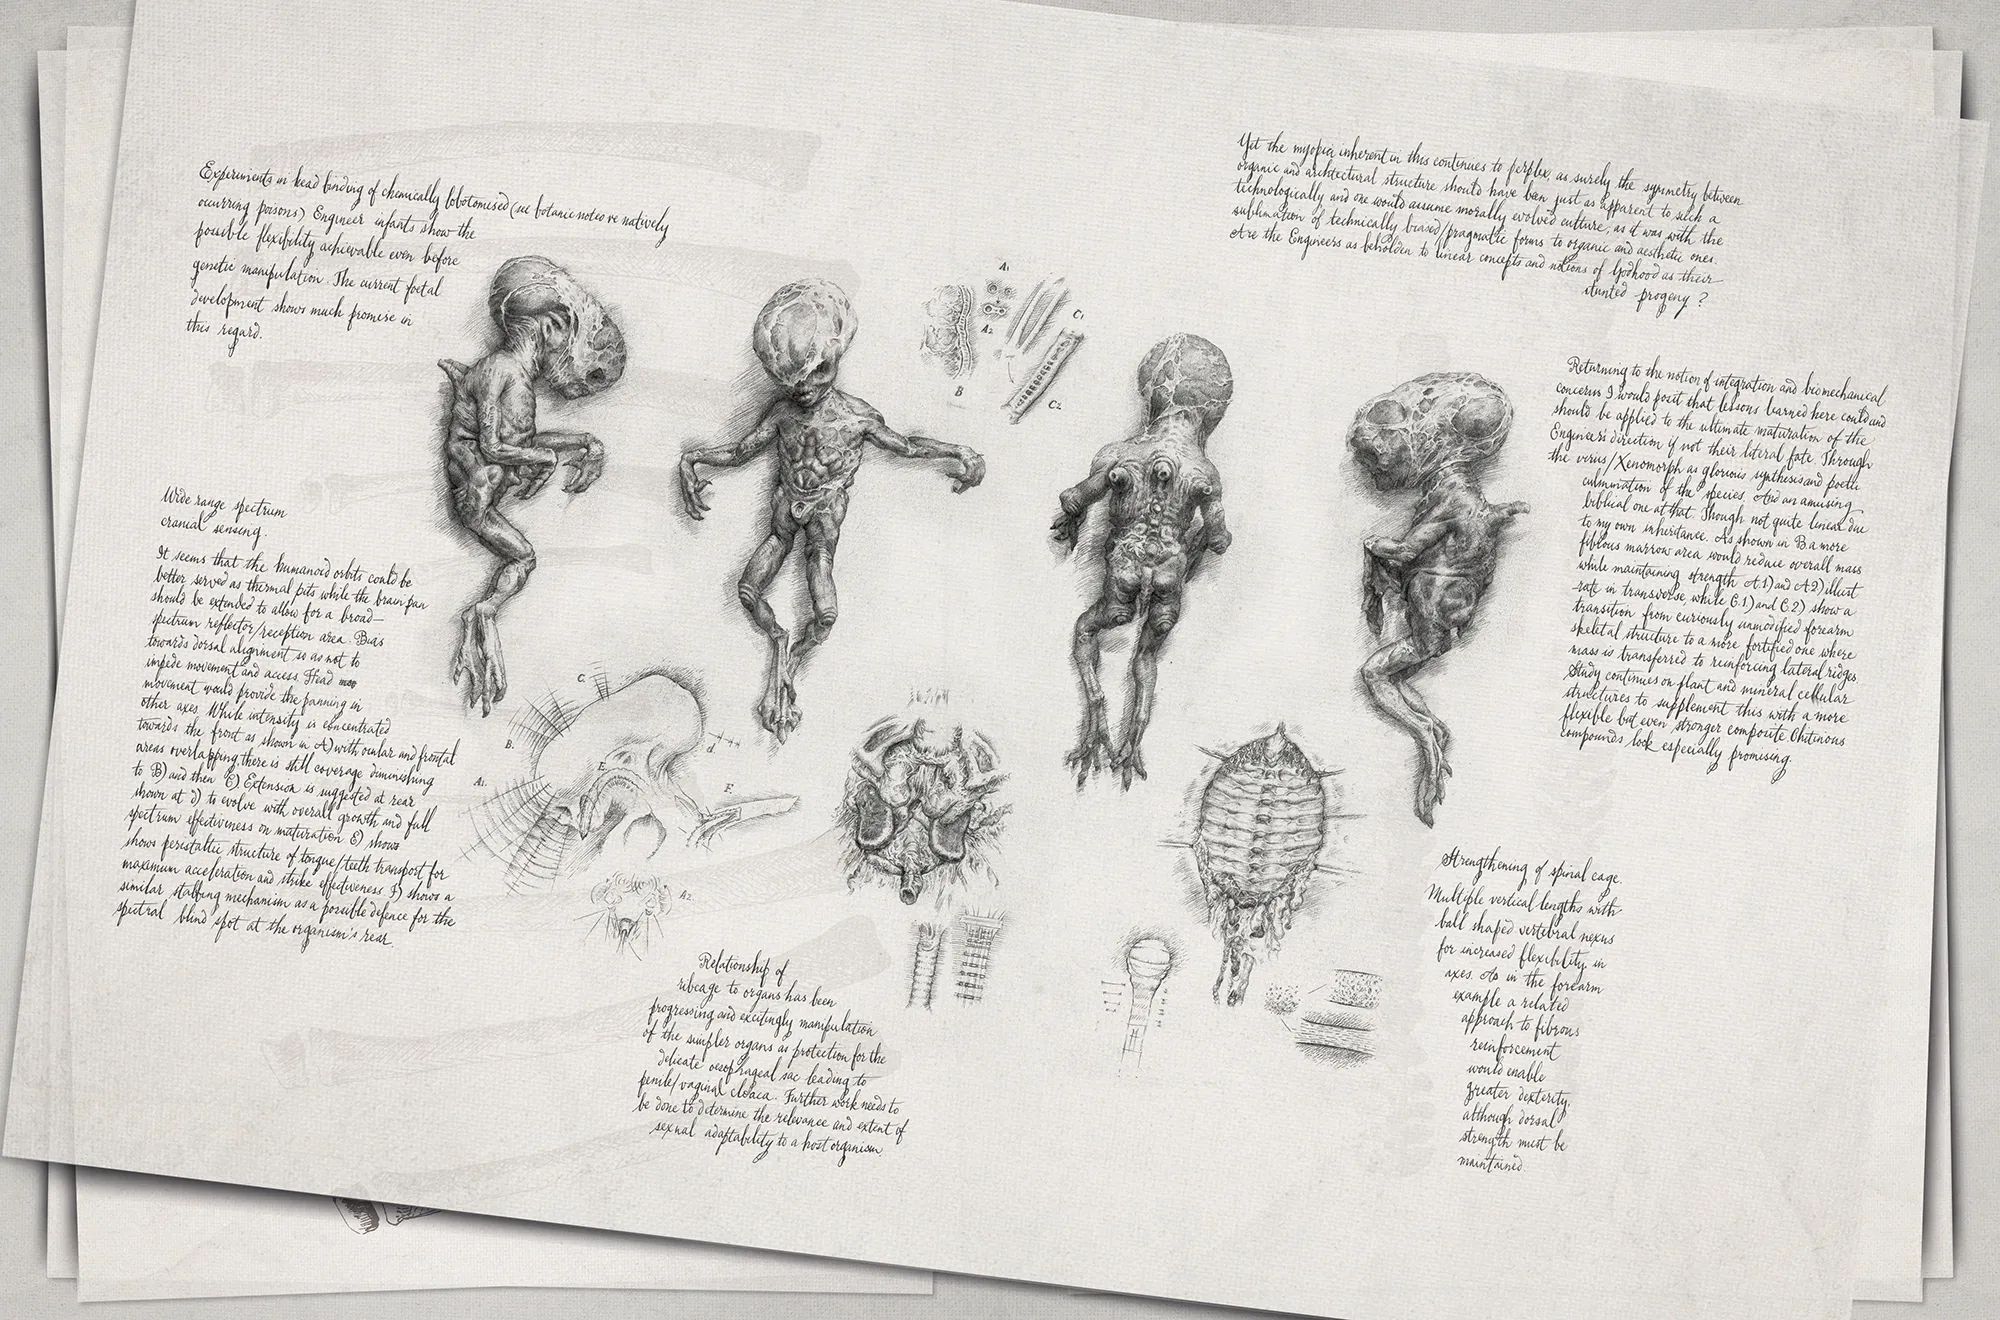 Experiments in head binding of chemically lobotomised (see botanic notes re natively
occurring poisons) Engineer infants show the
possible flexibility achievable even before
genetic manipulation. The current foetal
development shows much promise in
this regard.
Wide range spectrum
cranial sensing.
It seems that the humanoid orbits could be
better served as thermal pits while the brain pan
should be extended to allow for a broad—
spectrum reflector/reception area. Bias
towards dorsal alignment so as not to
impede movement and access. Head
movement would provide the panning in
other axes. While intensity is concentrated
towards the front as shown in A) with ocular and frontal
areas overlapping, there is still coverage diminishing
to B) and then C) Extension is suggested at rear
shown at d) to evolve with overall growth and full
spectrum effectiveness on maturation E) shows
shows peristaltic structure of tongue/teeth transport for
maximum acceleration and strike effectiveness F) shows a
similar stabbing mechanism as a possible defence for the
spectral blind spot at the organism's rear.
A1
A2
B
C1
C2
C.
B.
A1.
d
E.
F.
A2.
Relationship of
ribcage to organs has been
progressing and excitingly manipulation
of the simpler organs as protection for the
delicate oesophageal sac leading to
penile/vaginal cloaca. Further work needs to
be done to determine the relevance and extent of
sexual adaptability to a host organism.
Yet the myopia inherent in this continues to perplex, as surely the symmetry between
organic and architectural structure should have been just as apparent to such a
technologically and one would assume morally evolved culture, as it was with the
sublimation of technically biased/pragmatic forms to organic and aesthetic ones.
Are the Engineers as beholden to linear concepts and notions of Godhood as their
stunted progeny?
Returning to the notion of integration and biomechanical
concerns I would posit that lessons learned here could and
should be applied to the ultimate maturation of the
Engineers direction if not their literal fate. Through
the virus/Xenomorph as glorious synthesis and poetic
culmination of the species. And an amusing
biblical one at that. Though not quite linear due
to my own inheritance. As shown in B a more
fibrous marrow area would reduce overall mass
while maintaining strength A.1) and A2) illust
-rate in transverse, while C.1) and C.2) show a
transition from curiously unmodified forearm
skeletal structure to a more fortified one where
mass is transferred to reinforcing lateral ridges.
Study continues on plant and mineral cellular
structures to supplement this with a more
flexible but even stronger composite. Chitinous
compounds look especially promising.
Strengthening of spinal cage.
Multiple vertical lengths with
ball shaped vertebral nexus
for increased flexibility in
axes. As in the forearm
example a related
approach to fibrous
reinforcement
would enable
greater dexterity,
although dorsal
strength must be
maintained